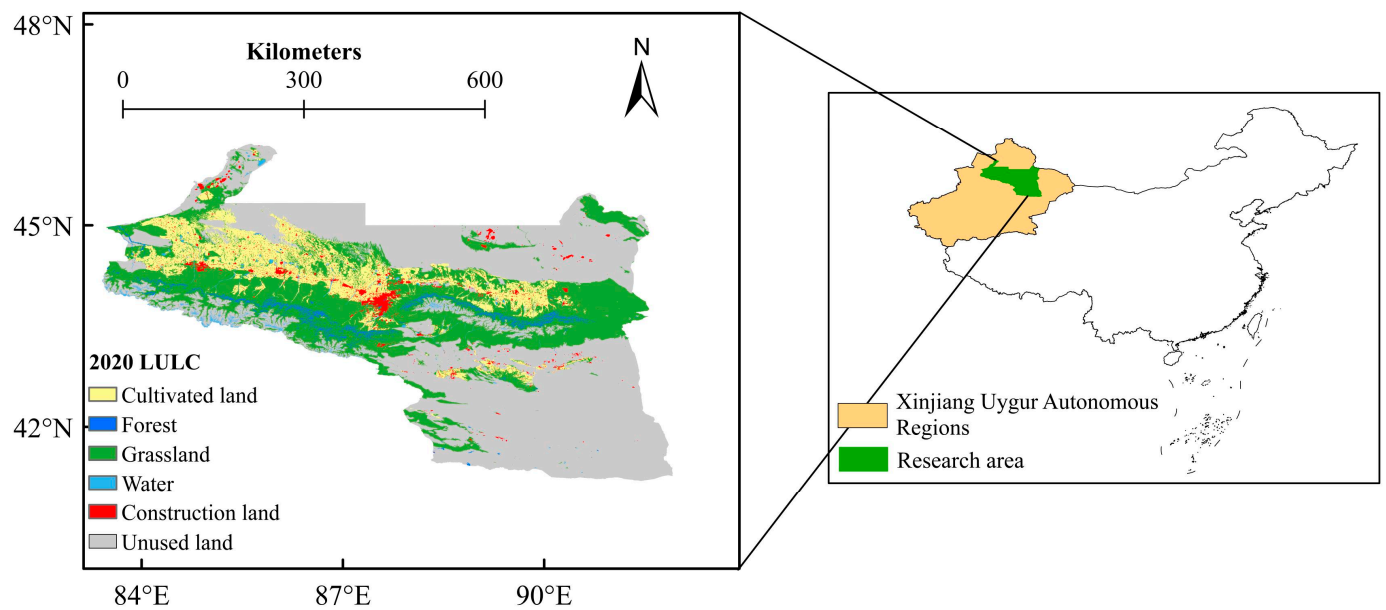 48°N
Kilometers
0 300 600
N
45°N
42°N
2020 LULC
Cultivated land
Forest
Grassland
Water
Construction land
Unused land
84°E 87°E 90°E
Xinjiang Uygur Autonomous
Regions
Research area